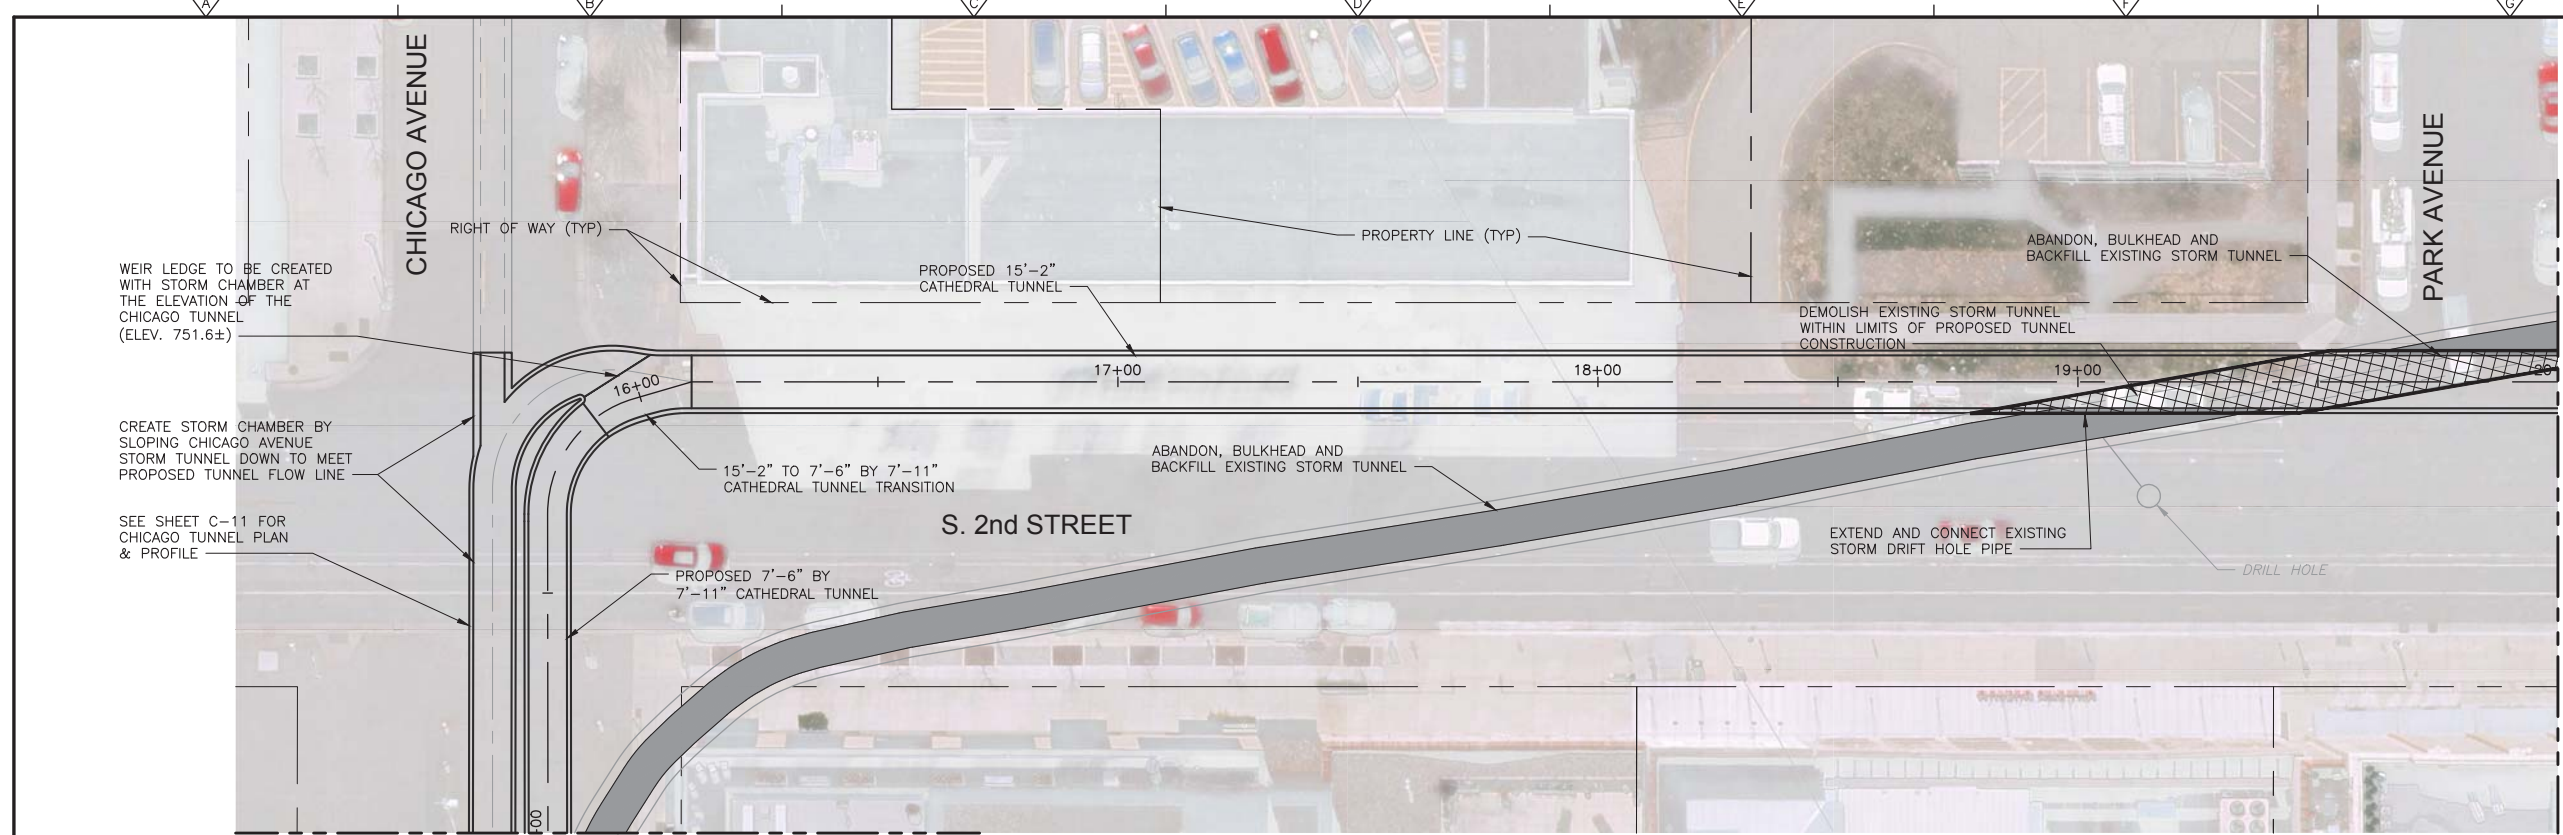 A
B
C
D
E
F
G
CHICAGO AVENUE
PARK AVENUE
RIGHT OF WAY (TYP)
PROPERTY LINE (TYP)
ABANDON, BULKHEAD AND
BACKFILL EXISTING STORM TUNNEL
WEIR LEDGE TO BE CREATED
WITH STORM CHAMBER AT
THE ELEVATION OF THE
CHICAGO TUNNEL
(ELEV. 751.6±)
PROPOSED 15'-2"
CATHEDRAL TUNNEL
DEMOLISH EXISTING STORM TUNNEL
WITHIN LIMITS OF PROPOSED TUNNEL
CONSTRUCTION
16+00
17+00
18+00
19+00
20
CREATE STORM CHAMBER BY
SLOPING CHICAGO AVENUE
STORM TUNNEL DOWN TO MEET
PROPOSED TUNNEL FLOW LINE
15'-2" TO 7'-6" BY 7'-11"
CATHEDRAL TUNNEL TRANSITION
ABANDON, BULKHEAD AND
BACKFILL EXISTING STORM TUNNEL
SEE SHEET C-11 FOR
CHICAGO TUNNEL PLAN
& PROFILE
S. 2nd STREET
EXTEND AND CONNECT EXISTING
STORM DRIFT HOLE PIPE
DRILL HOLE
PROPOSED 7'-6" BY
7'-11" CATHEDRAL TUNNEL
+00